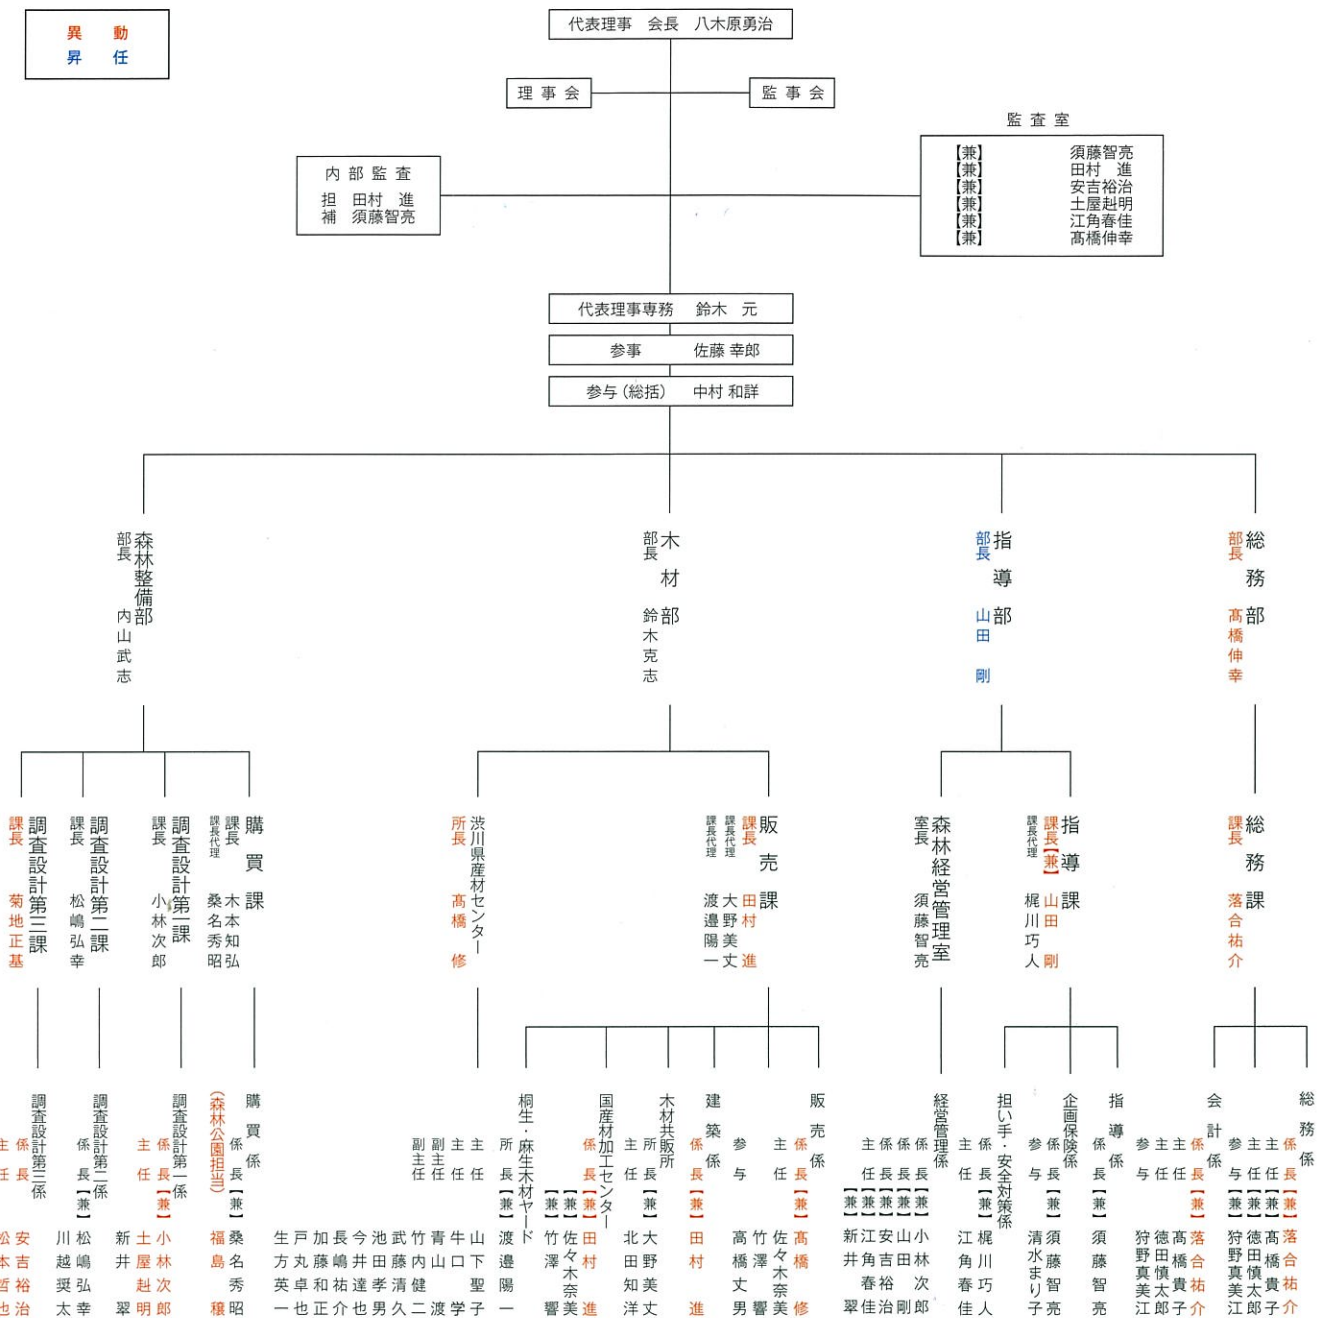 異　動
昇　任
代表理事　会長　八木原勇治
理 事 会
監 事 会
監 査 室
【兼】　須藤智亮
【兼】　田村　進
【兼】　安吉裕治
【兼】　土屋赳明
【兼】　江角春佳
【兼】　髙橋伸幸
内 部 監 査
担　田村　進
補　須藤智亮
代表理事専務　鈴木　元
参事　佐藤 幸郎
参与（総括）　中村 和詳
総務部
部長　髙橋伸幸
指導部
部長　山田　剛
木材部
部長　鈴木克志
森林整備部
部長　内山武志
総務課
課長　落合祐介
指導課
課長【兼】　山田　剛
課長代理　梶川巧人
森林経営管理室
室長　須藤智亮
販売課
課長　田村　進
課長代理　大野美丈
課長代理　渡邉陽一
渋川県産材センター
所長　髙橋　修
購買課
課長　木本知弘
課長代理　桑名秀昭
調査設計第一課
課長　小林次郎
調査設計第二課
課長　松嶋弘幸
調査設計第三課
課長　菊地正基
総務係
係長【兼】　落合祐介
主任【兼】　髙橋貴子
主任【兼】　徳田慎太郎
参与【兼】　狩野真美江
会計係
係長【兼】　落合祐介
主任　髙橋貴子
主任　徳田慎太郎
参与　狩野真美江
指導係
係長【兼】　須藤智亮
企画保険係
係長【兼】　須藤智亮
参与　清水まり子
担い手・安全対策係
係長【兼】　梶川巧人
主任　江角春佳
経営管理係
係長【兼】　小林次郎
係長【兼】　山田　剛
係長【兼】　安吉裕治
主任【兼】　江角春佳
【兼】　新井　翠
販売係
係長【兼】　髙橋　修
主任　佐々木奈美
竹澤　響
参与　高橋丈男
建築係
係長【兼】　田村　進
木材共販所
所長【兼】　大野美丈
主任　北田知洋
国産材加工センター
係長【兼】　田村　進
【兼】　佐々木奈美
【兼】　竹澤　響
桐生・麻生木材ヤード
所長【兼】　渡邉陽一
主任　山下聖子
主任　牛口　学
副主任　青山　渡
副主任　竹内健二
武藤清久
池田孝男
今井達也
長嶋祐介
加藤和正
戸丸卓也
生方英一
購買係
係長【兼】　桑名秀昭
（森林公園担当）　福島　穣
調査設計第一係
係長【兼】　小林次郎
主任　土屋赳明
新井　翠
調査設計第二係
係長【兼】　松嶋弘幸
川越奨太
調査設計第三係
係長　安吉裕治
主任　松本哲也